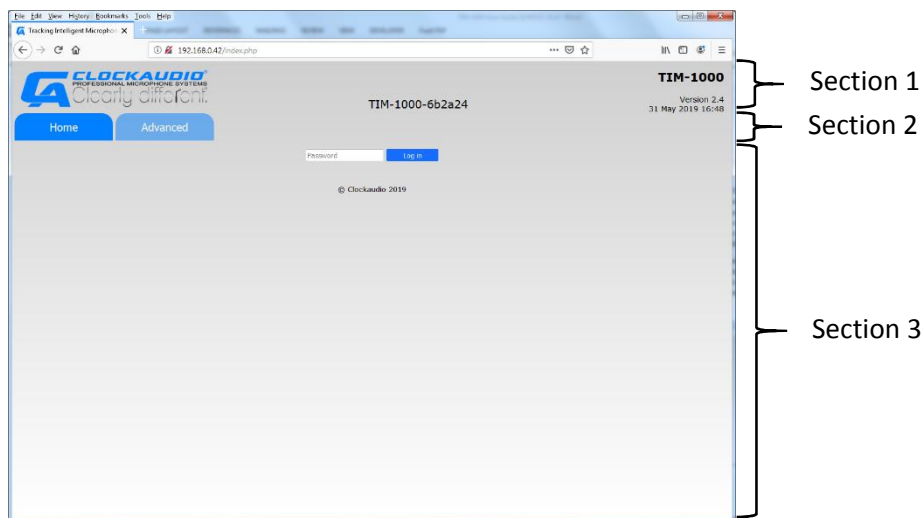 File Edit View History Bookmarks Tools Help
Tracking Intelligent Microphon
192.168.0.42/index.php
CLOCKAUDIO®
PROFESSIONAL MICROPHONE SYSTEMS
Clearly different.
TIM-1000
TIM-1000-6b2a24
Version 2.4
31 May 2019 16:48
Home Advanced
Password Log in
© Clockaudio 2019
Section 1
Section 2
Section 3